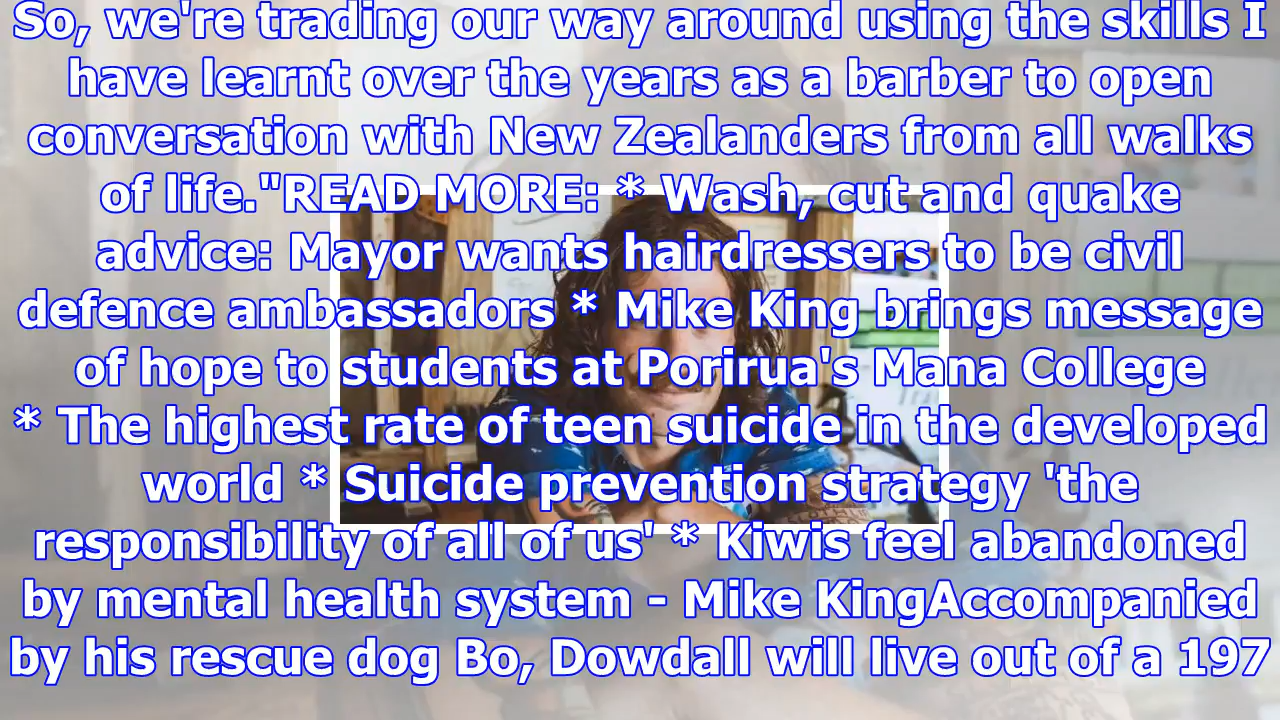 So, we're trading our way around using the skills I
have learnt over the years as a barber to open
conversation with New Zealanders from all walks
of life."READ MORE: * Wash, cut and quake
advice: Mayor wants hairdressers to be civil
defence ambassadors * Mike King brings message
of hope to students at Porirua's Mana College
* The highest rate of teen suicide in the developed
world * Suicide prevention strategy 'the
responsibility of all of us' * Kiwis feel abandoned
by mental health system - Mike KingAccompanied
by his rescue dog Bo, Dowdall will live out of a 197